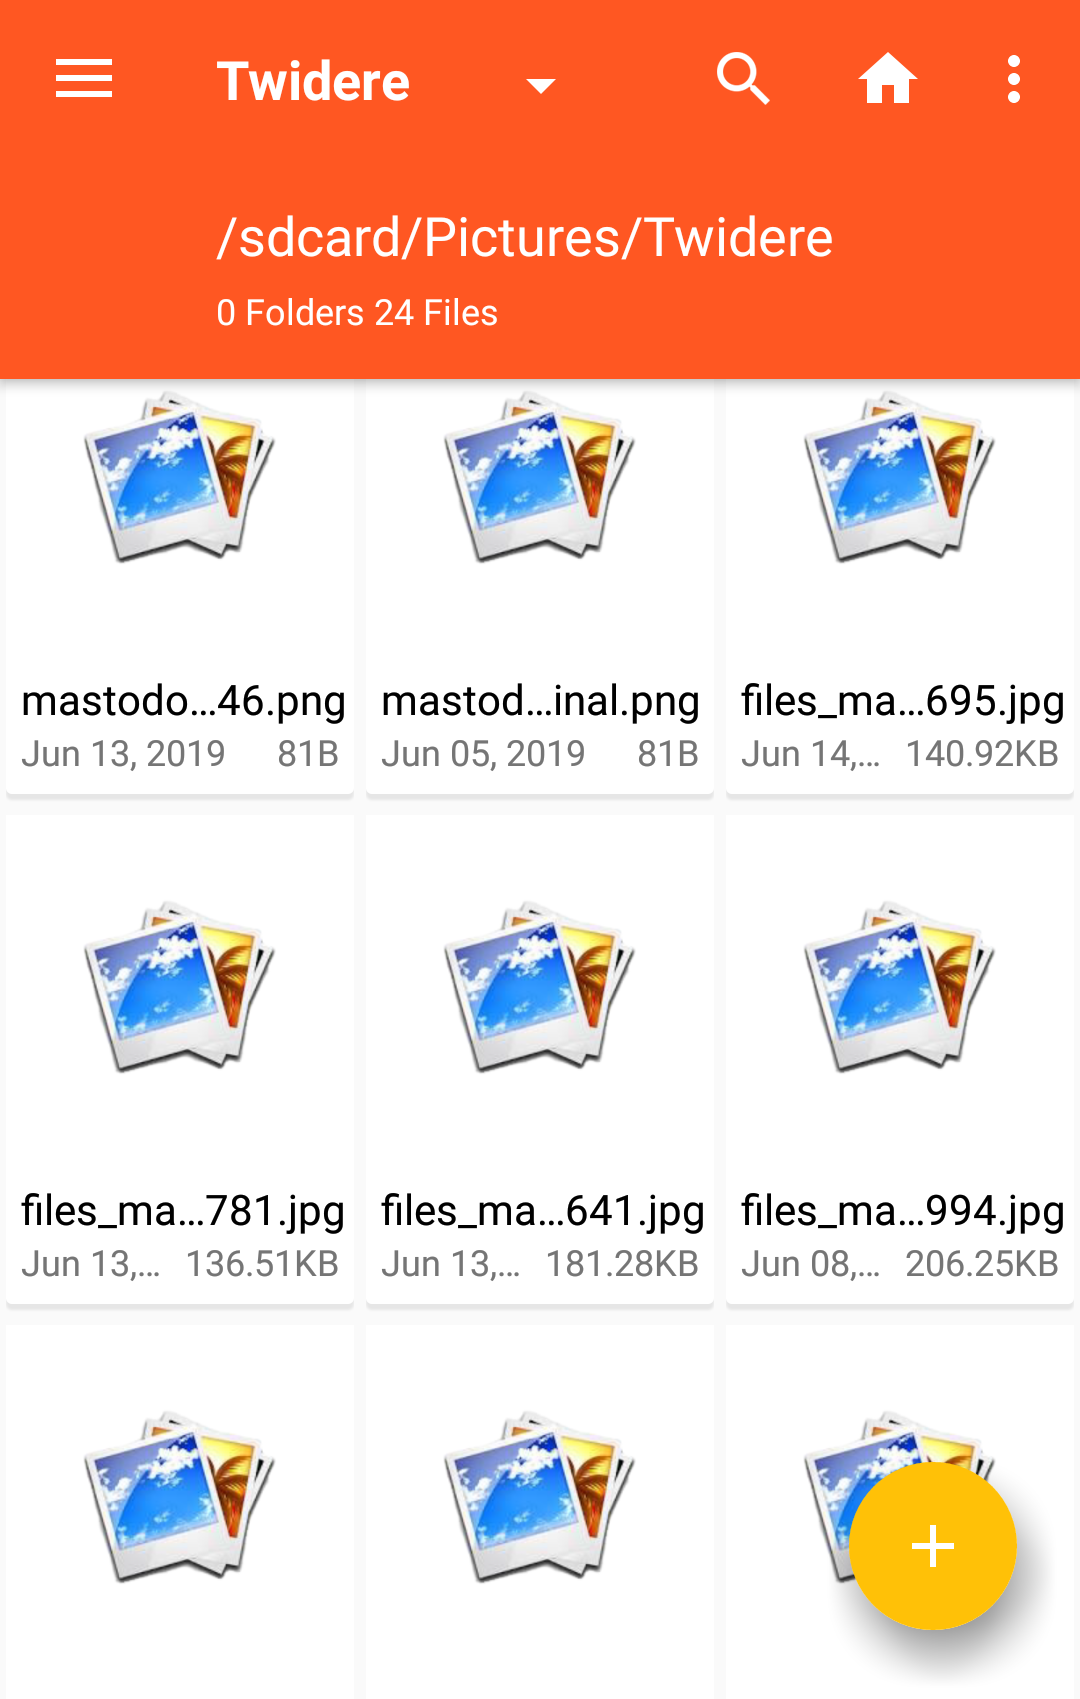 Twidere
/sdcard/Pictures/Twidere
0 Folders 24 Files
mastodo...46.png
Jun 13, 2019 81B
mastod...inal.png
Jun 05, 2019 81B
files_ma...695.jpg
Jun 14,... 140.92KB
files_ma...781.jpg
Jun 13,... 136.51KB
files_ma...641.jpg
Jun 13,... 181.28KB
files_ma...994.jpg
Jun 08,... 206.25KB